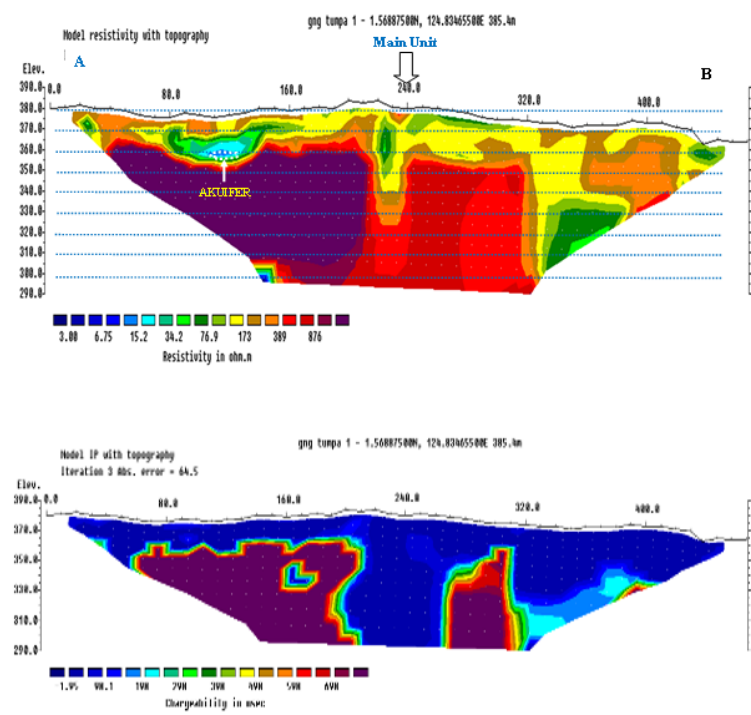 gng tumpa 1 - 1.56887500N, 124.83465500E 385.4m
Model resistivity with topography
Main Unit
A
B
Elev.
390.0
0.0
80.0
160.0
240.0
320.0
400.0
380.0
370.0
360.0
350.0
340.0
330.0
320.0
310.0
300.0
290.0
AKUIFER
3.00 6.75 15.2 34.2 76.9 173 389 876
Resistivity in ohm.m
gng tumpa 1 - 1.56887500N, 124.83465500E 385.4m
Model IP with topography
Iteration 3 Abs. error = 64.5
Elev.
390.0
0.0
80.0
160.0
240.0
320.0
400.0
370.0
350.0
330.0
310.0
290.0
1.95
Chargeability in msec